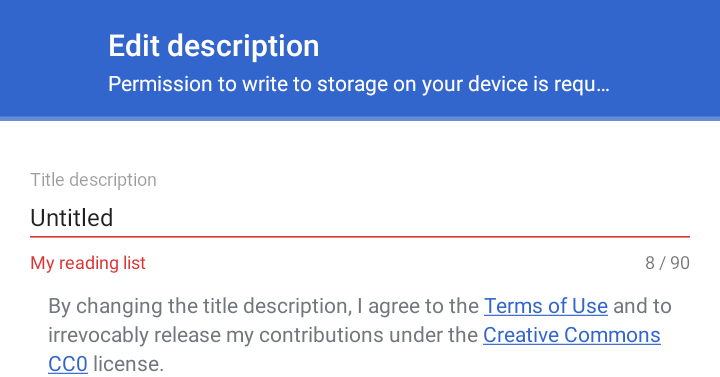 Edit description
Permission to write to storage on your device is requ...
Title description
Untitled
My reading list
8 / 90
By changing the title description, I agree to the Terms of Use and to
irrevocably release my contributions under the Creative Commons
CC0 license.